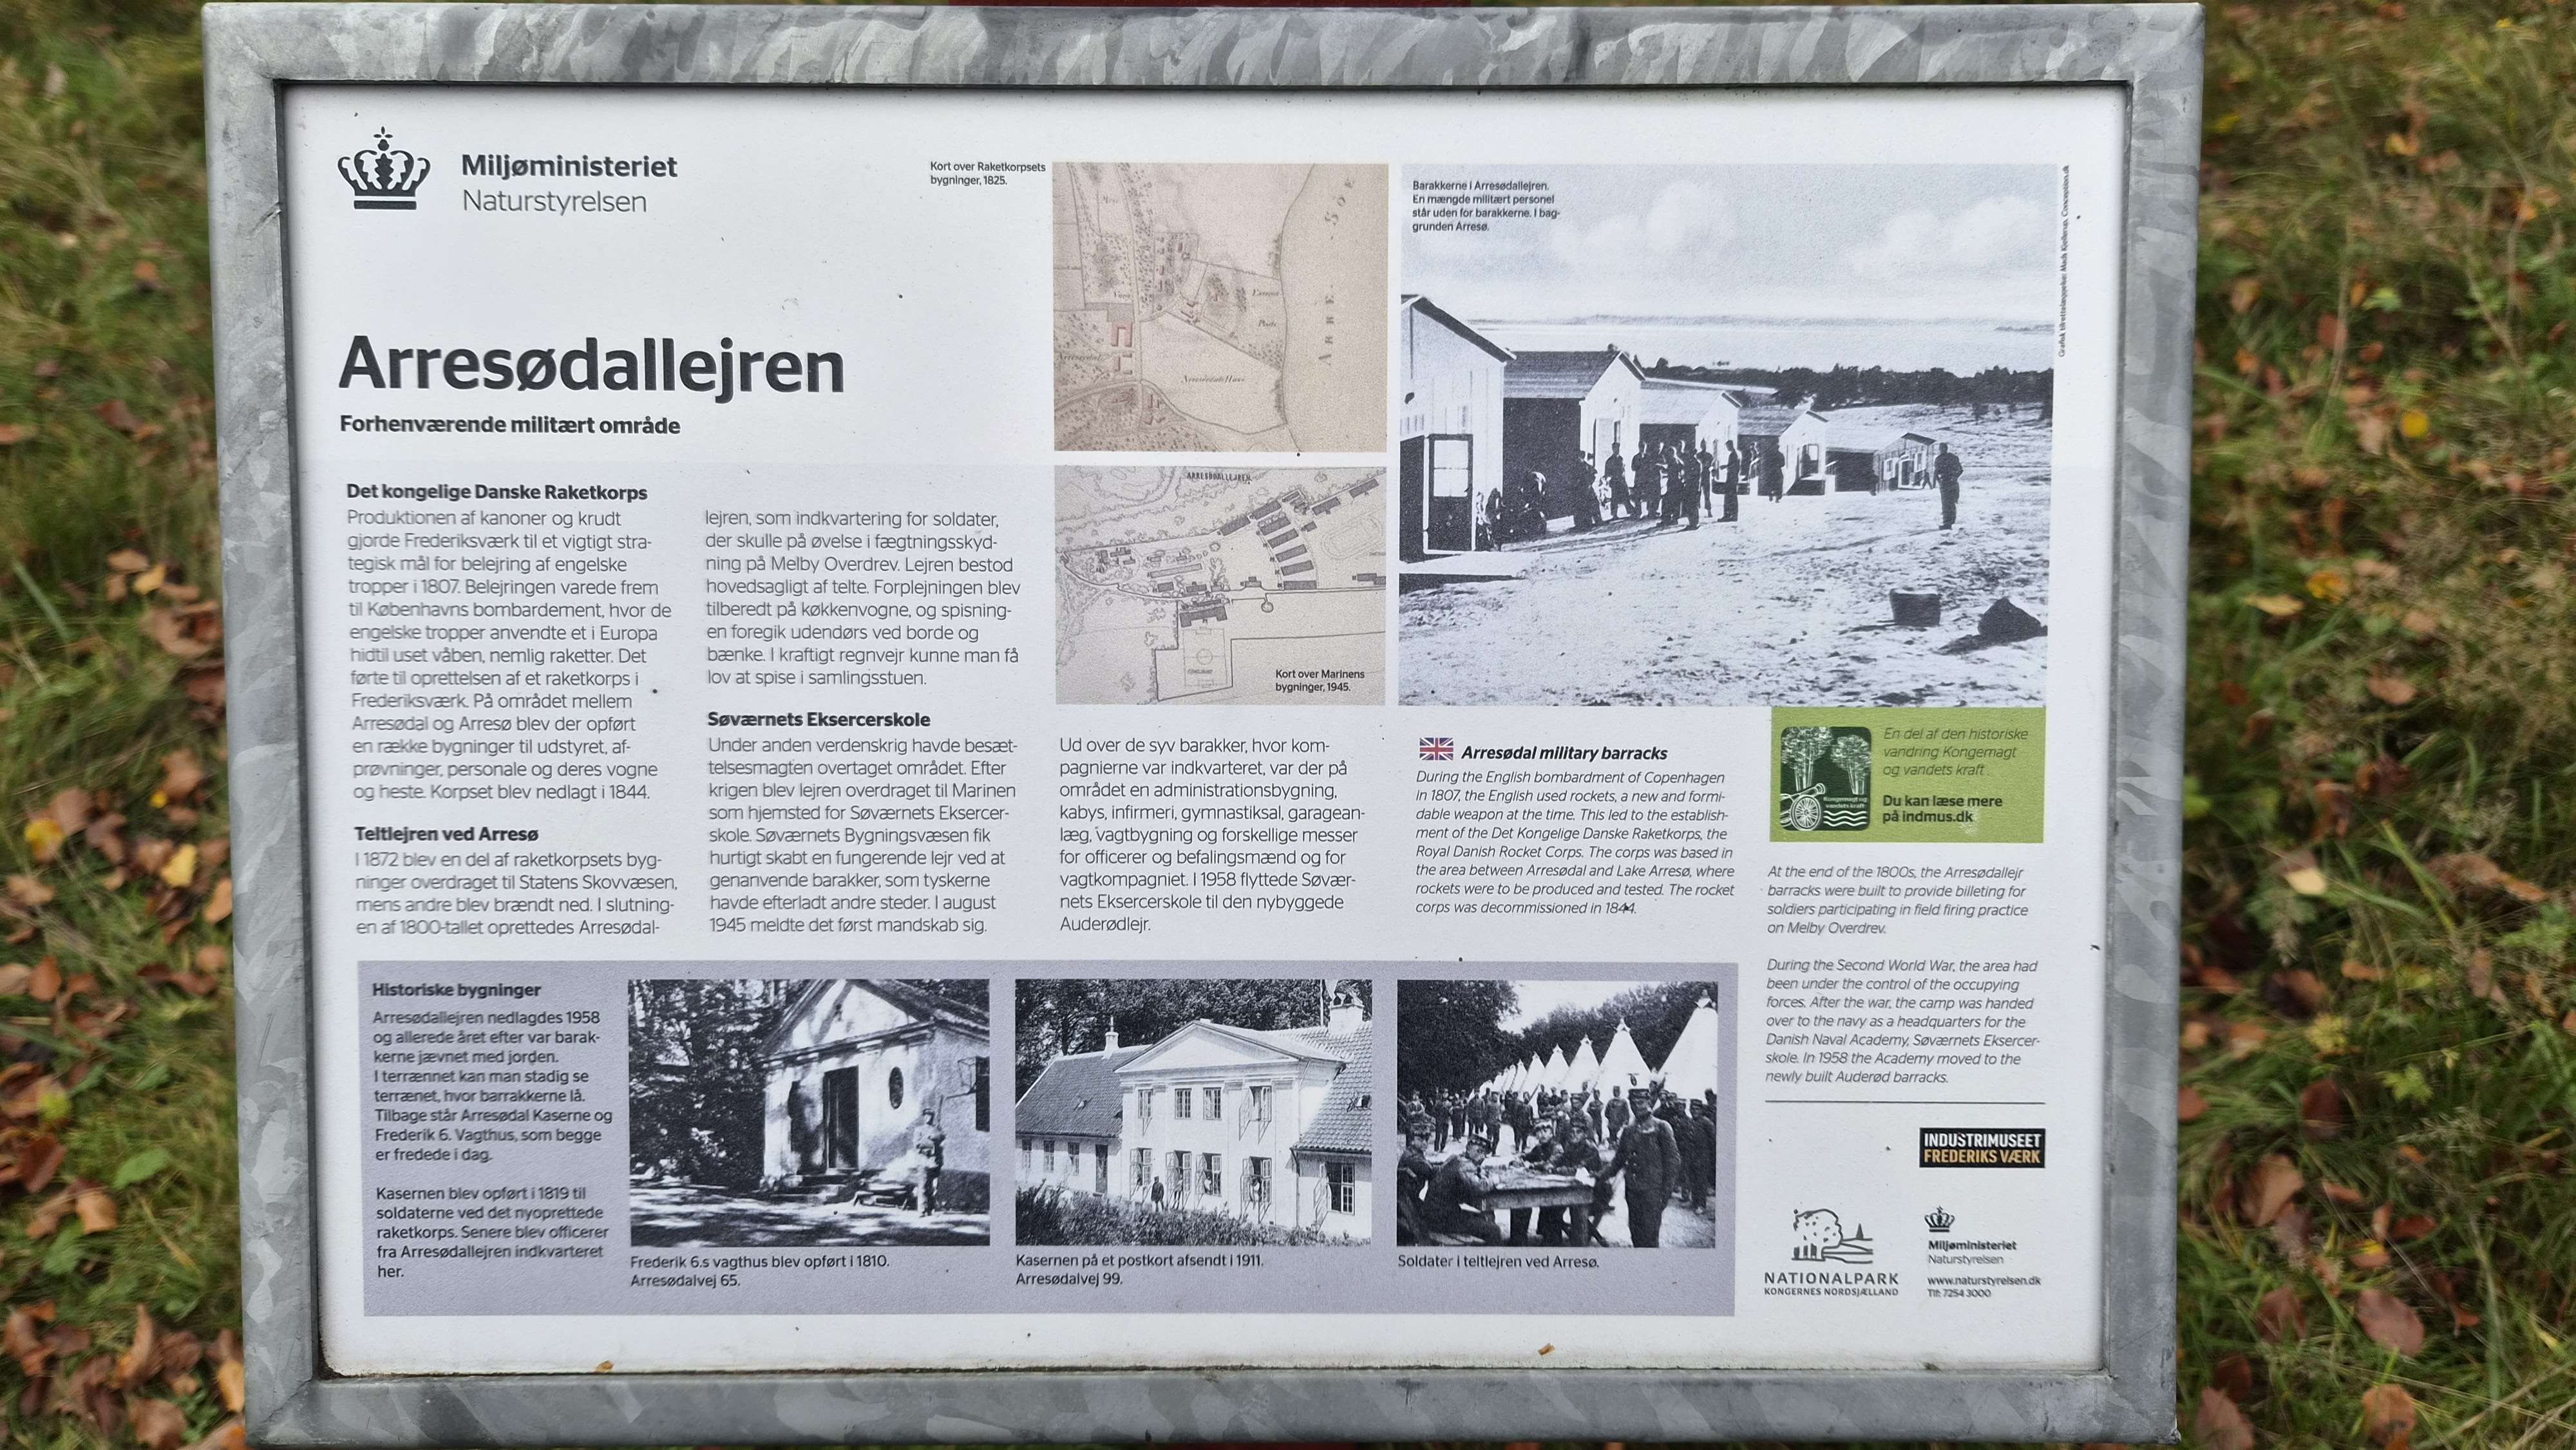 Miljøministeriet
Naturstyrelsen
Arresødallejren
Forhenværende militært område
Kort over Raketkorpsets
bygninger, 1825.
ARRE-SÖE
Arresödal Huus
Barakkerne i Arresødallejren.
En mængde militært personel
står uden for barakkerne. I bag-
grunden Arresø.
Grafisk tilrettelæggelse: Mads Kjellerup, Conception.dk
Det kongelige Danske Raketkorps
Produktionen af kanoner og krudt
gjorde Frederiksværk til et vigtigt stra-
tegisk mål for belejring af engelske
tropper i 1807. Belejringen varede frem
til Københavns bombardement, hvor de
engelske tropper anvendte et i Europa
hidtil uset våben, nemlig raketter. Det
førte til oprettelsen af et raketkorps i
Frederiksværk. På området mellem
Arresødal og Arresø blev der opført
en række bygninger til udstyret, af-
prøvninger, personale og deres vogne
og heste. Korpset blev nedlagt i 1844.
Teltlejren ved Arresø
I 1872 blev en del af raketkorpsets byg-
ninger overdraget til Statens Skovvæsen,
mens andre blev brændt ned. I slutning-
en af 1800-tallet oprettedes Arresødal-
lejren, som indkvartering for soldater,
der skulle på øvelse i fægtningsskyd-
ning på Melby Overdrev. Lejren bestod
hovedsagligt af telte. Forplejningen blev
tilberedt på køkkenvogne, og spisning-
en foregik udendørs ved borde og
bænke. I kraftigt regnvejr kunne man få
lov at spise i samlingsstuen.
Søværnets Eksercerskole
Under anden verdenskrig havde besæt-
telsesmagten overtaget området. Efter
krigen blev lejren overdraget til Marinen
som hjemsted for Søværnets Eksercer-
skole. Søværnets Bygningsvæsen fik
hurtigt skabt en fungerende lejr ved at
genanvende barakker, som tyskerne
havde efterladt andre steder. I august
1945 meldte det først mandskab sig.
ARRESØDALLEJREN
Kort over Marinens
bygninger, 1945.
Ud over de syv barakker, hvor kom-
pagnierne var indkvarteret, var der på
området en administrationsbygning,
kabys, infirmeri, gymnastiksal, garagean-
læg, vagtbygning og forskellige messer
for officerer og befalingsmænd og for
vagtkompagniet. I 1958 flyttede Søvær-
nets Eksercerskole til den nybyggede
Auderødlejr.
Arresødal military barracks
During the English bombardment of Copenhagen
in 1807, the English used rockets, a new and formi-
dable weapon at the time. This led to the establish-
ment of the Det Kongelige Danske Raketkorps, the
Royal Danish Rocket Corps. The corps was based in
the area between Arresødal and Lake Arresø, where
rockets were to be produced and tested. The rocket
corps was decommissioned in 1844.
Kongemagt og
vandets kraft
En del af den historiske
vandring Kongemagt
og vandets kraft
Du kan læse mere
på indmus.dk
At the end of the 1800s, the Arresødallejr
barracks were built to provide billeting for
soldiers participating in field firing practice
on Melby Overdrev.
During the Second World War, the area had
been under the control of the occupying
forces. After the war, the camp was handed
over to the navy as a headquarters for the
Danish Naval Academy, Søværnets Eksercer-
skole. In 1958 the Academy moved to the
newly built Auderød barracks.
Historiske bygninger
Arresødallejren nedlagdes 1958
og allerede året efter var barak-
kerne jævnet med jorden.
I terrænnet kan man stadig se
terrænet, hvor barrakkerne lå.
Tilbage står Arresødal Kaserne og
Frederik 6. Vagthus, som begge
er fredede i dag.
Kasernen blev opført i 1819 til
soldaterne ved det nyoprettede
raketkorps. Senere blev officerer
fra Arresødallejren indkvarteret
her.
Frederik 6.s vagthus blev opført i 1810.
Arresødalvej 65.
Kasernen på et postkort afsendt i 1911.
Arresødalvej 99.
Soldater i teltlejren ved Arresø.
INDUSTRIMUSEET
FREDERIKS VÆRK
NATIONALPARK
KONGERNES NORDSJÆLLAND
Miljøministeriet
Naturstyrelsen
www.naturstyrelsen.dk
Tlf: 7254 3000